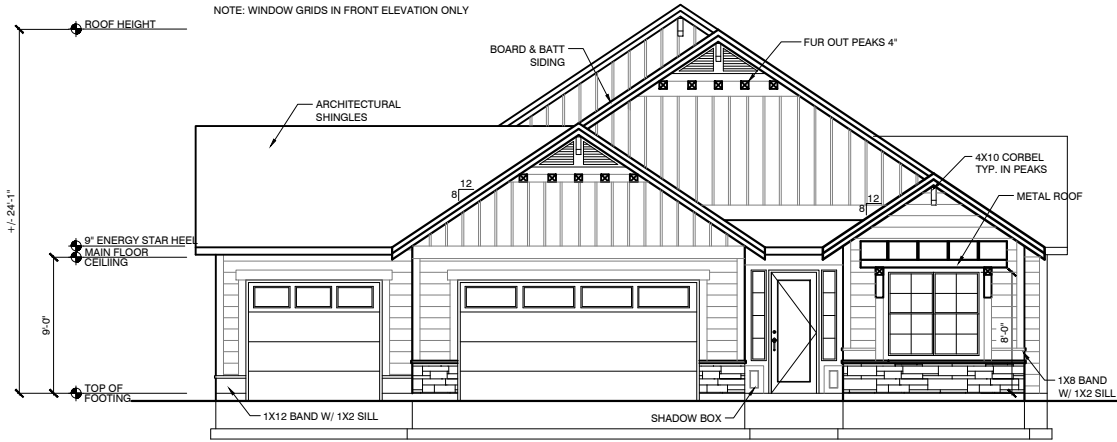 NOTE: WINDOW GRIDS IN FRONT ELEVATION ONLY
ROOF HEIGHT
BOARD & BATT
SIDING
FUR OUT PEAKS 4"
ARCHITECTURAL
SHINGLES
12
8
12
8
4X10 CORBEL
TYP. IN PEAKS
METAL ROOF
+/- 24'-1"
9" ENERGY STAR HEEL
MAIN FLOOR
CEILIING
9'-0"
8'-0"
TOP OF
FOOTING
1X12 BAND W/ 1X2 SILL
SHADOW BOX
1X8 BAND
W/ 1X2 SILL